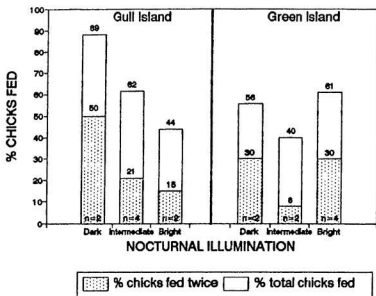 Gull Island Green Island
100
90
80
70
60
50
40
30
20
10
0
% CHICKS FED
89
50
n=2
62
21
n=4
44
15
n=2
56
30
n=2
40
8
n=2
61
30
n=4
Dark Intermediate Bright Dark Intermediate Bright
NOCTURNAL ILLUMINATION
% chicks fed twice % total chicks fed